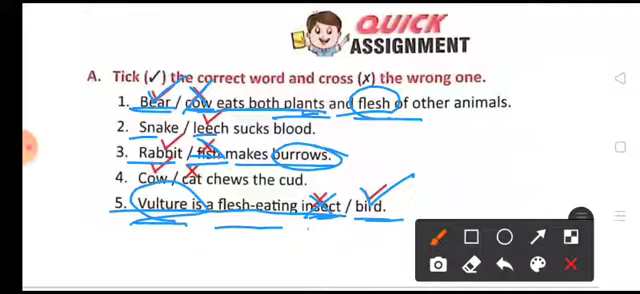 QUICK
ASSIGNMENT
A. Tick (✓) the correct word and cross (✗) the wrong one.
1. Bear / cow eats both plants and flesh of other animals.
2. Snake / leech sucks blood.
3. Rabbit / fish makes burrows.
4. Cow / cat chews the cud.
5. Vulture is a flesh-eating insect / bird.